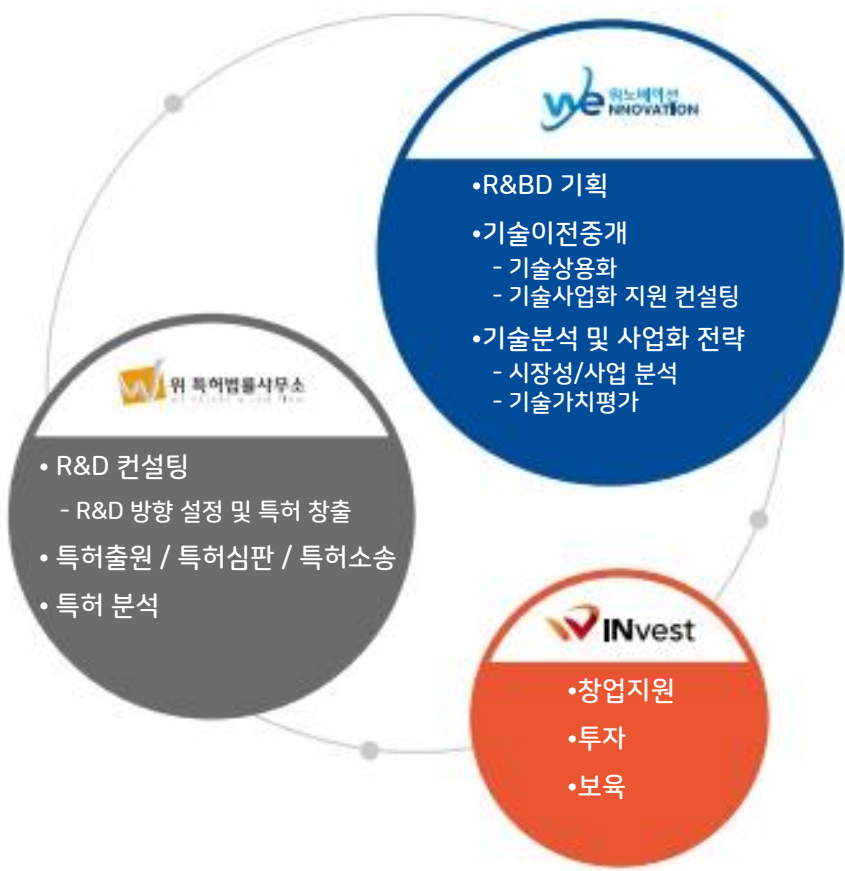 We 위노베이션
NNOVATION
•R&BD 기획
•기술이전중개
- 기술상용화
- 기술사업화 지원 컨설팅
•기술분석 및 사업화 전략
- 시장성/사업 분석
- 기술가치평가
위 특허법률사무소
• R&D 컨설팅
- R&D 방향 설정 및 특허 창출
• 특허출원 / 특허심판 / 특허소송
• 특허 분석
INvest
•창업지원
•투자
•보육